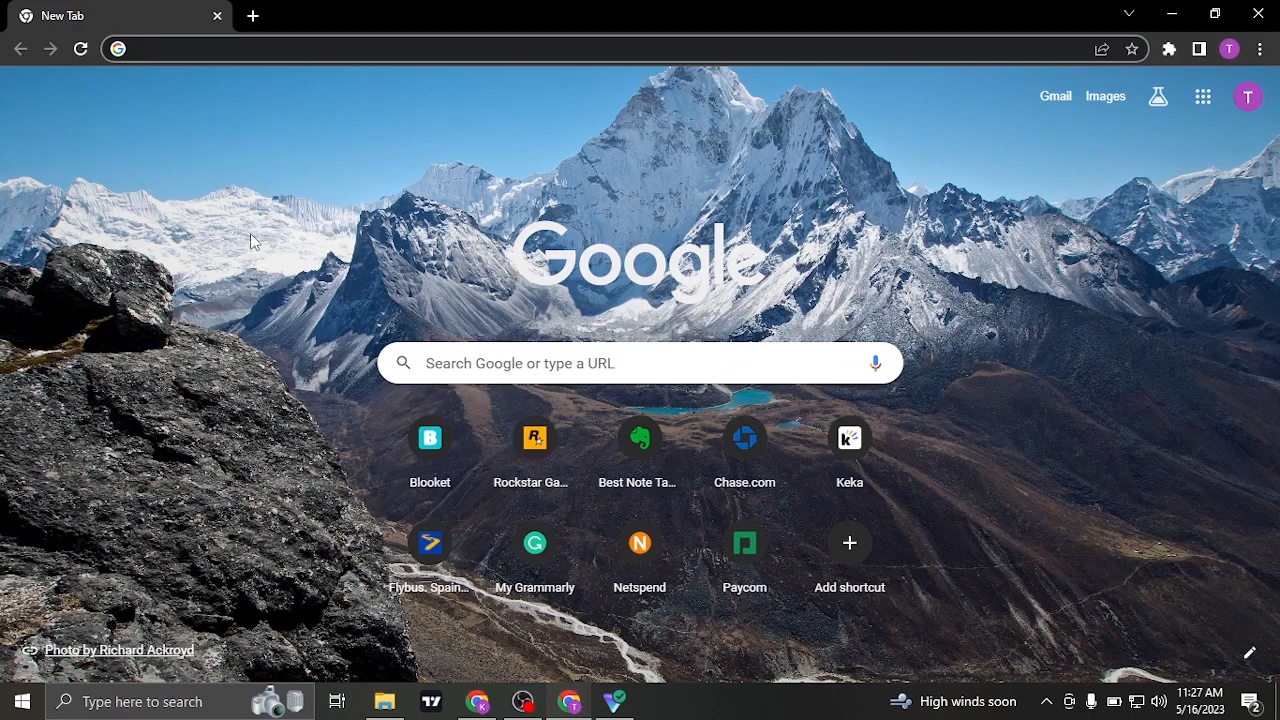 New Tab
Gmail
Images
T
T
Google
Search Google or type a URL
B
Blooket
R
Rockstar Ga...
Best Note Ta...
Chase.com
K
Keka
Flybus. Spain...
G
My Grammarly
N
Netspend
Paycom
Add shortcut
Photo by Richard Ackroyd
Type here to search
K
T
High winds soon
11:27 AM
5/16/2023
2